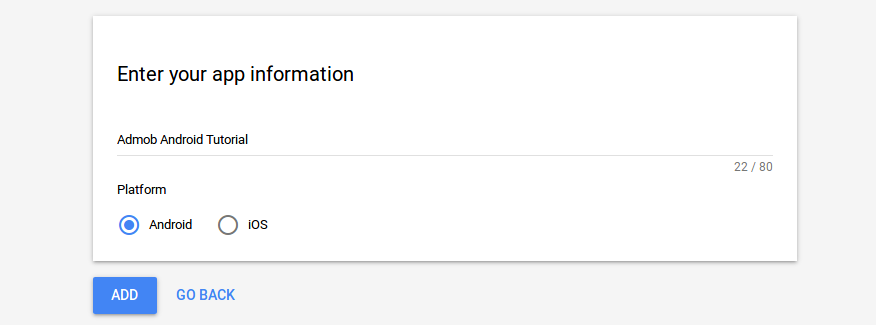 Enter your app information
Admob Android Tutorial
22 / 80
Platform
Android iOS
ADD GO BACK